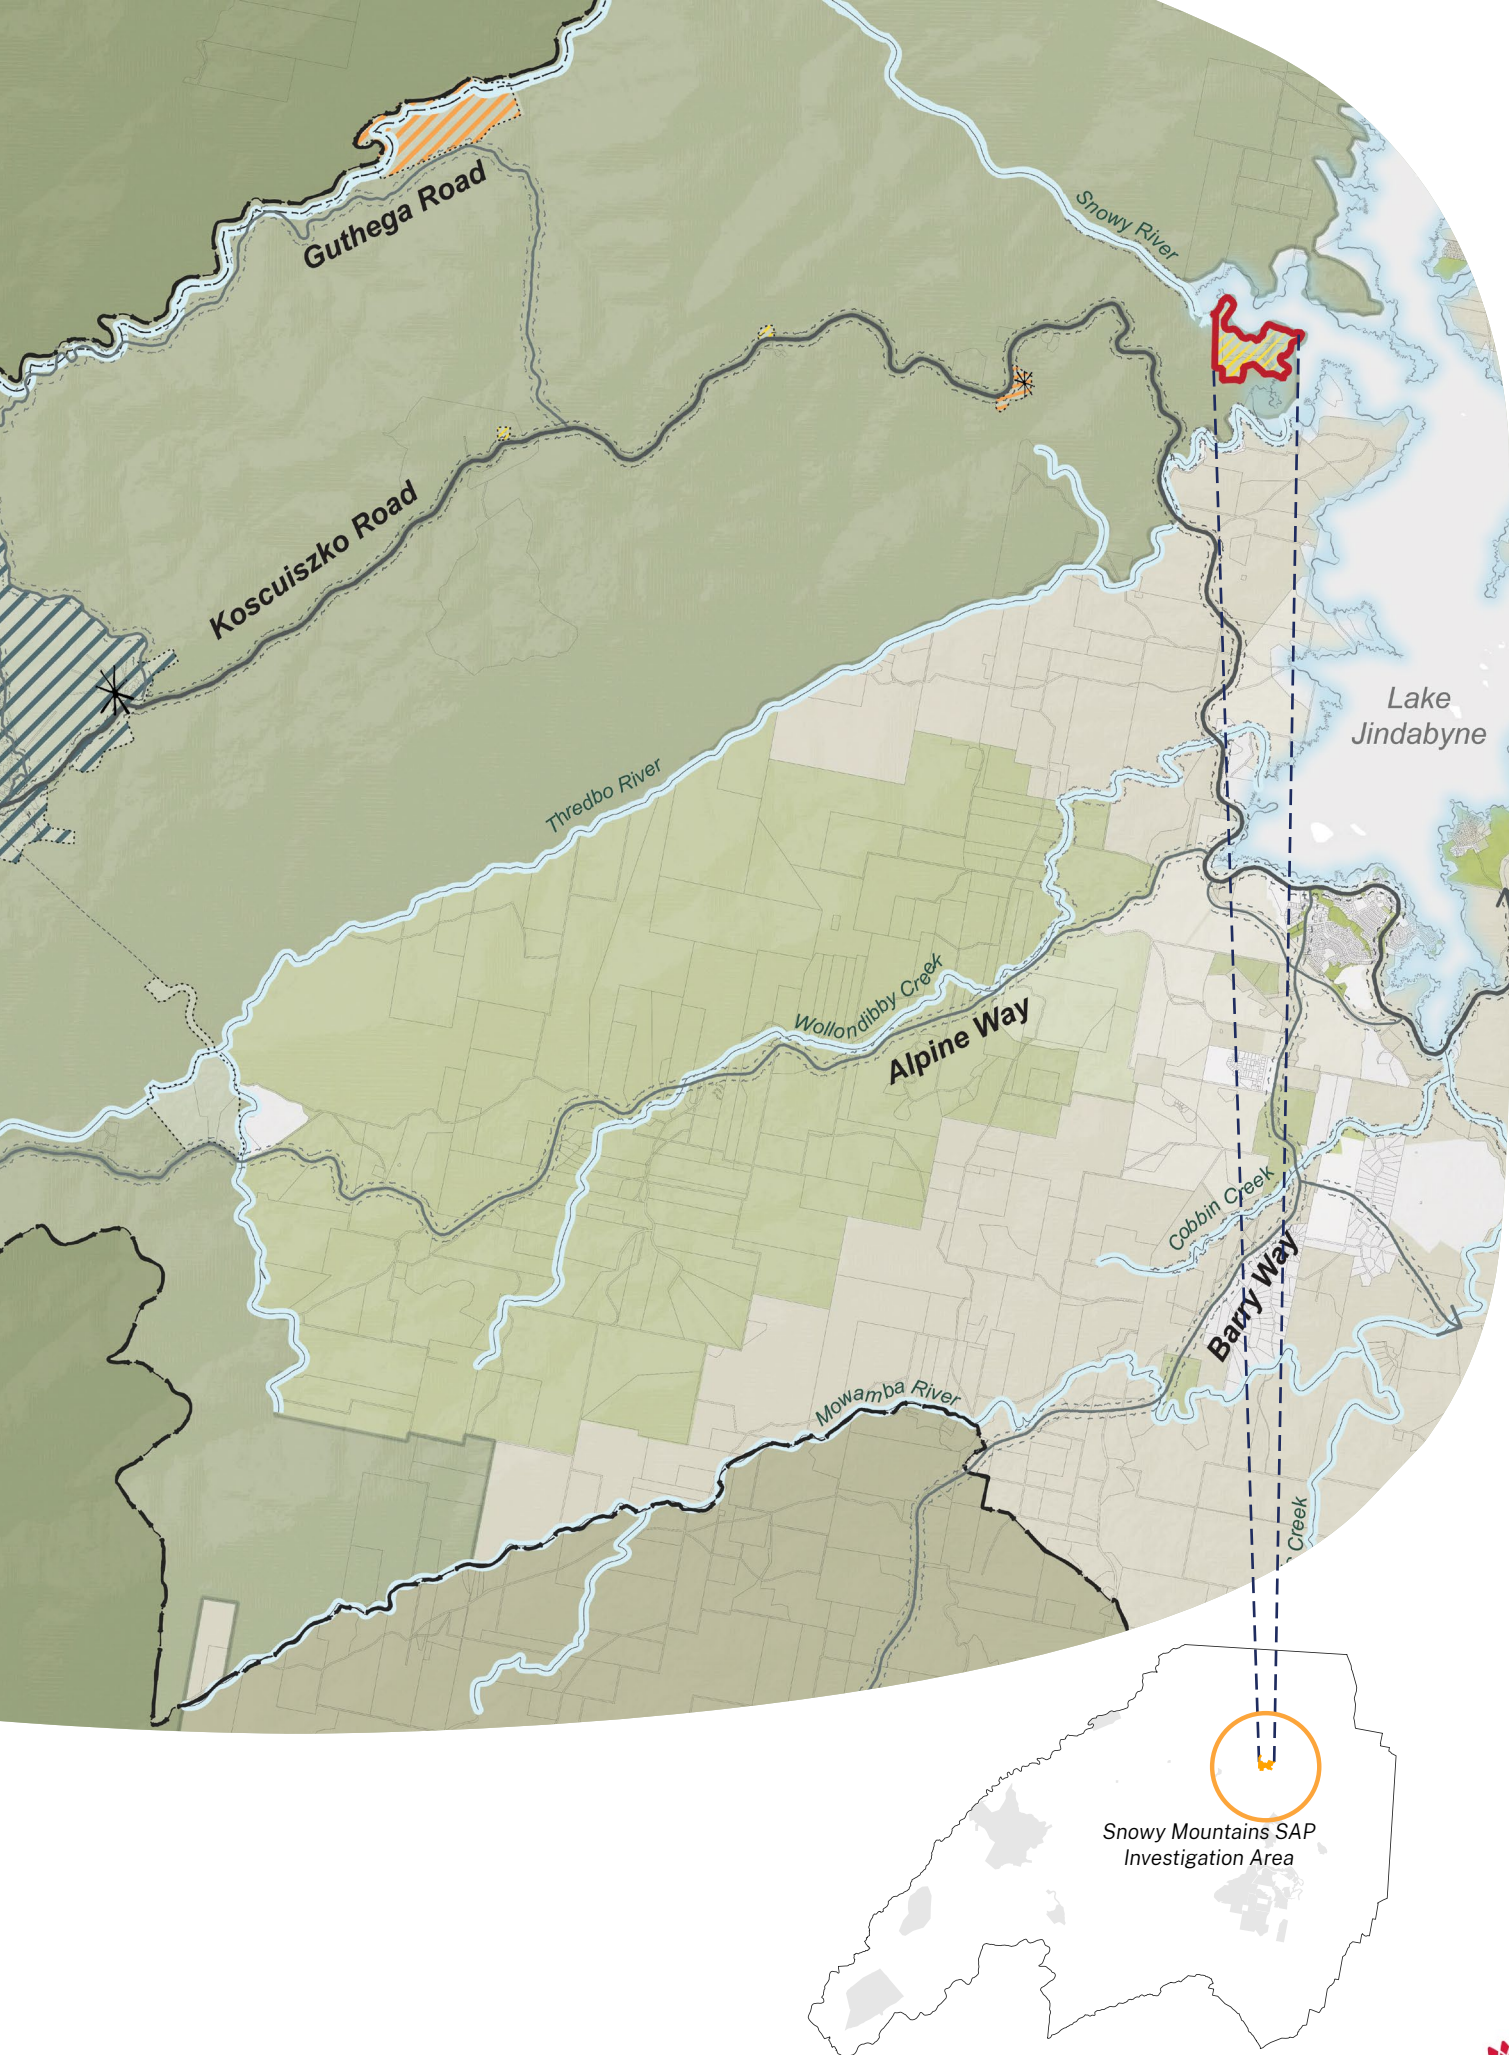 Guthega Road
Snowy River
Koscuiszko Road
Lake
Jindabyne
Thredbo River
Wollondibby Creek
Alpine Way
Cobbin Creek
Barry Way
Mowamba River
Creek
Snowy Mountains SAP
Investigation Area